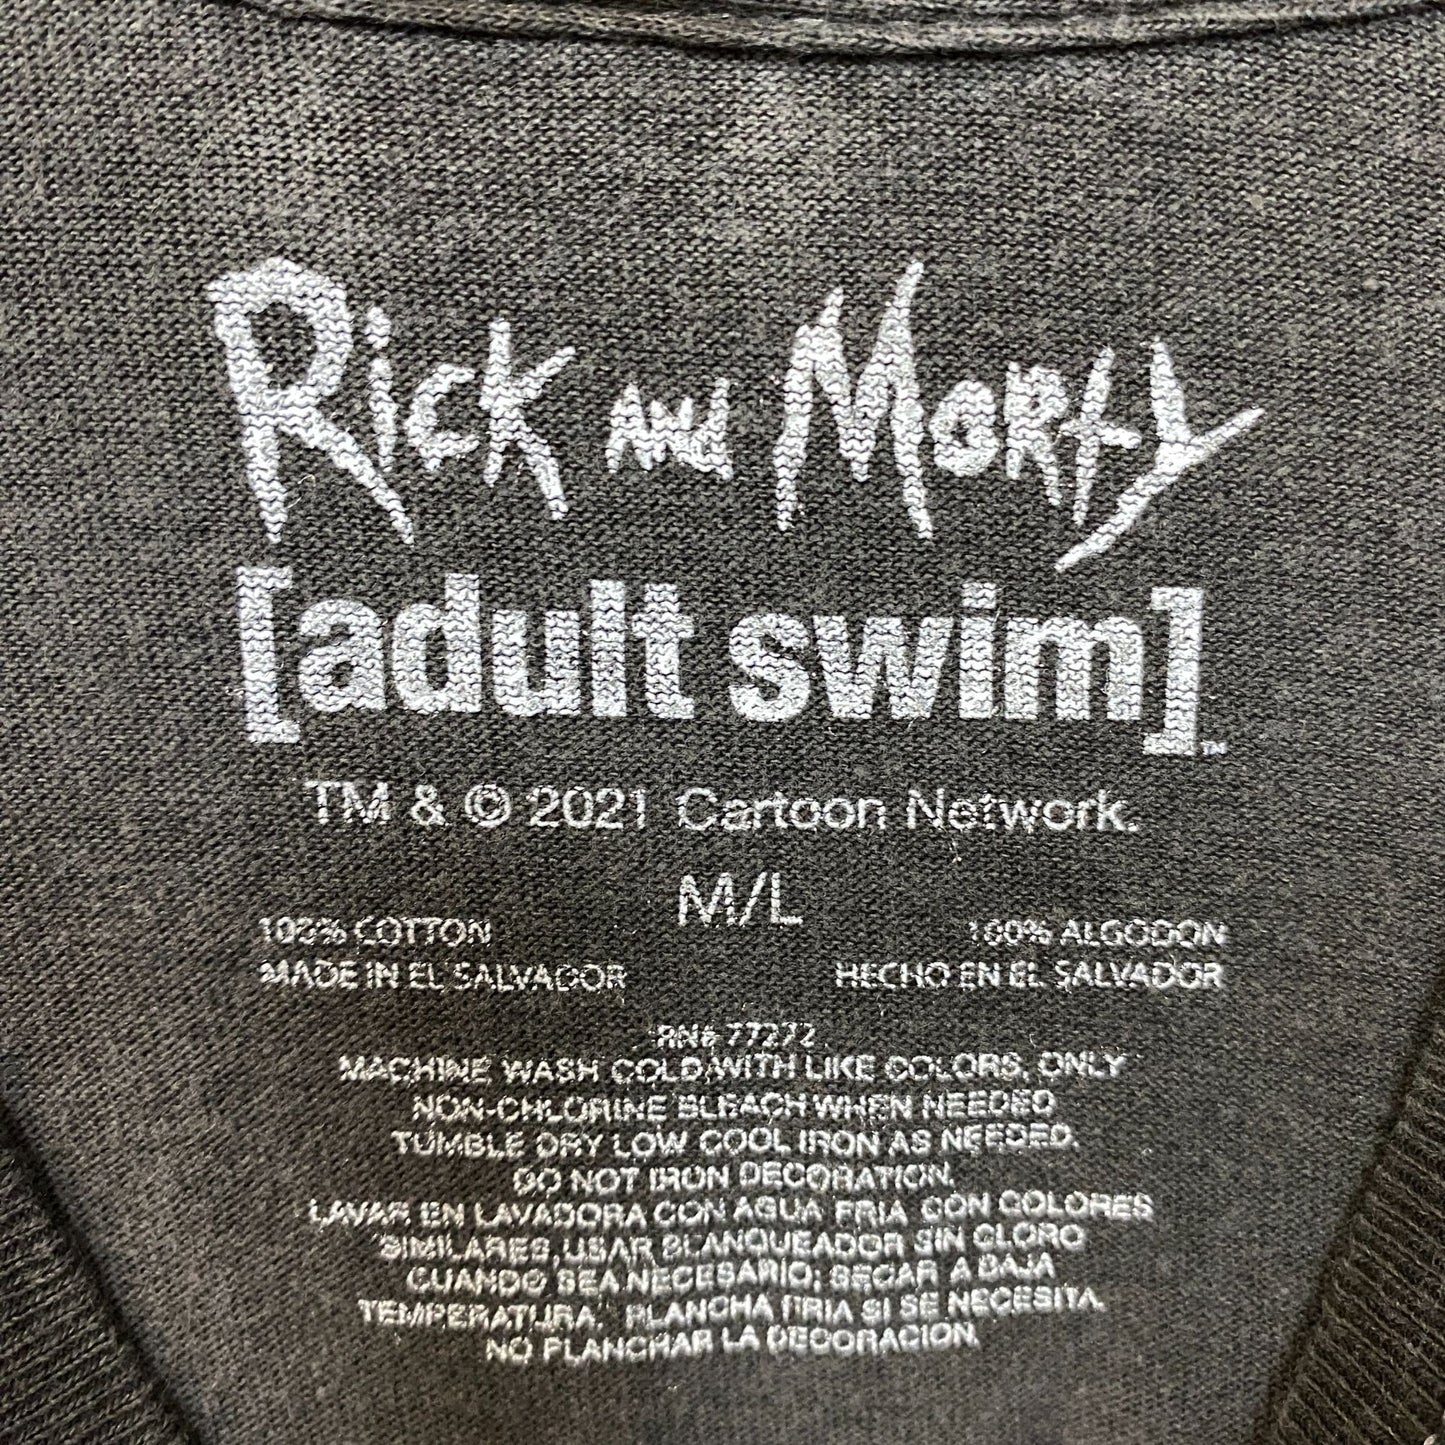 Rick and Morty
[adult swim]™
TM & © 2021 Cartoon Network.
M/L
100% COTTON 100% ALGODON
MADE IN EL SALVADOR HECHO EN EL SALVADOR
RN# 77272
MACHINE WASH COLD WITH LIKE COLORS, ONLY
NON-CHLORINE BLEACH WHEN NEEDED
TUMBLE DRY LOW COOL IRON AS NEEDED.
DO NOT IRON DECORATION.
LAVAR EN LAVADORA CON AGUA FRIA CON COLORES
SIMILARES, USAR BLANQUEADOR SIN CLORO
CUANDO SEA NECESARIO; SECAR A BAJA
TEMPERATURA. PLANCHA FRIA SI SE NECESITA.
NO PLANCHAR LA DECORACION.